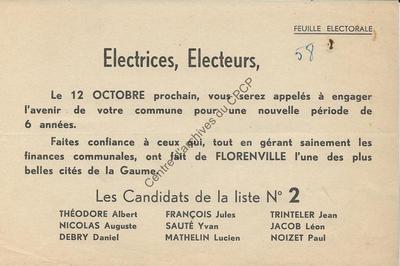 FEUILLE ELECTORALE
58
Electrices, Electeurs,
Le 12 OCTOBRE prochain, vous serez appelés à engager
l'avenir de votre commune pour une nouvelle période de
6 années.
Faites confiance à ceux qui, tout en gérant sainement les
finances communales, ont fait de FLORENVILLE l'une des plus
belles cités de la Gaume.
Les Candidats de la liste N° 2
THÉODORE Albert FRANÇOIS Jules TRINTELER Jean
NICOLAS Auguste SAUTÉ Yvan JACOB Léon
DEBRY Daniel MATHELIN Lucien NOIZET Paul
Centre d'archives du CPCP